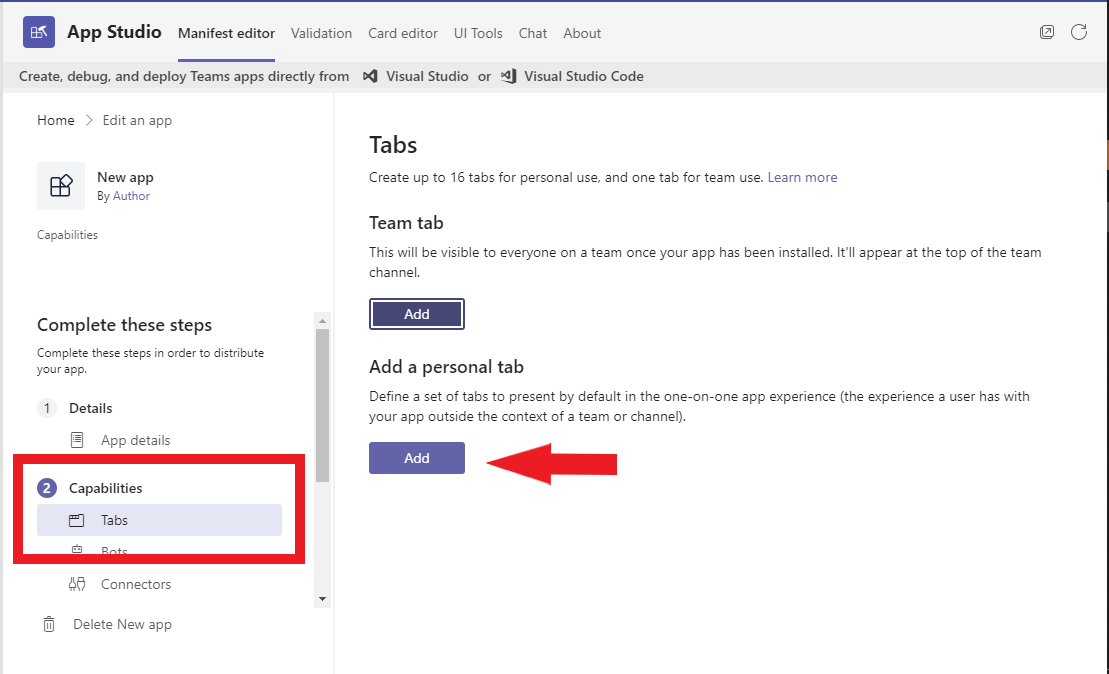 App Studio Manifest editor Validation Card editor UI Tools Chat About
Create, debug, and deploy Teams apps directly from Visual Studio or Visual Studio Code
Home > Edit an app
New app
By Author
Capabilities
Complete these steps
Complete these steps in order to distribute
your app.
1 Details
App details
2 Capabilities
Tabs
Bots
Connectors
Delete New app
Tabs
Create up to 16 tabs for personal use, and one tab for team use. Learn more
Team tab
This will be visible to everyone on a team once your app has been installed. It'll appear at the top of the team
channel.
Add
Add a personal tab
Define a set of tabs to present by default in the one-on-one app experience (the experience a user has with
your app outside the context of a team or channel).
Add